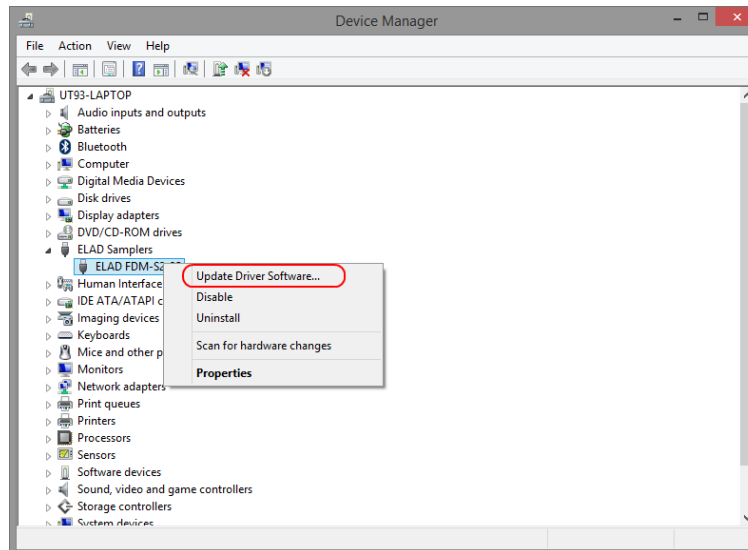 Device Manager
File Action View Help
UT93-LAPTOP
Audio inputs and outputs
Batteries
Bluetooth
Computer
Digital Media Devices
Disk drives
Display adapters
DVD/CD-ROM drives
ELAD Samplers
ELAD FDM-S2
Update Driver Software...
Disable
Uninstall
Scan for hardware changes
Properties
Human Interface
IDE ATA/ATAPI c
Imaging devices
Keyboards
Mice and other p
Monitors
Network adapters
Print queues
Printers
Processors
Sensors
Software devices
Sound, video and game controllers
Storage controllers
System devices